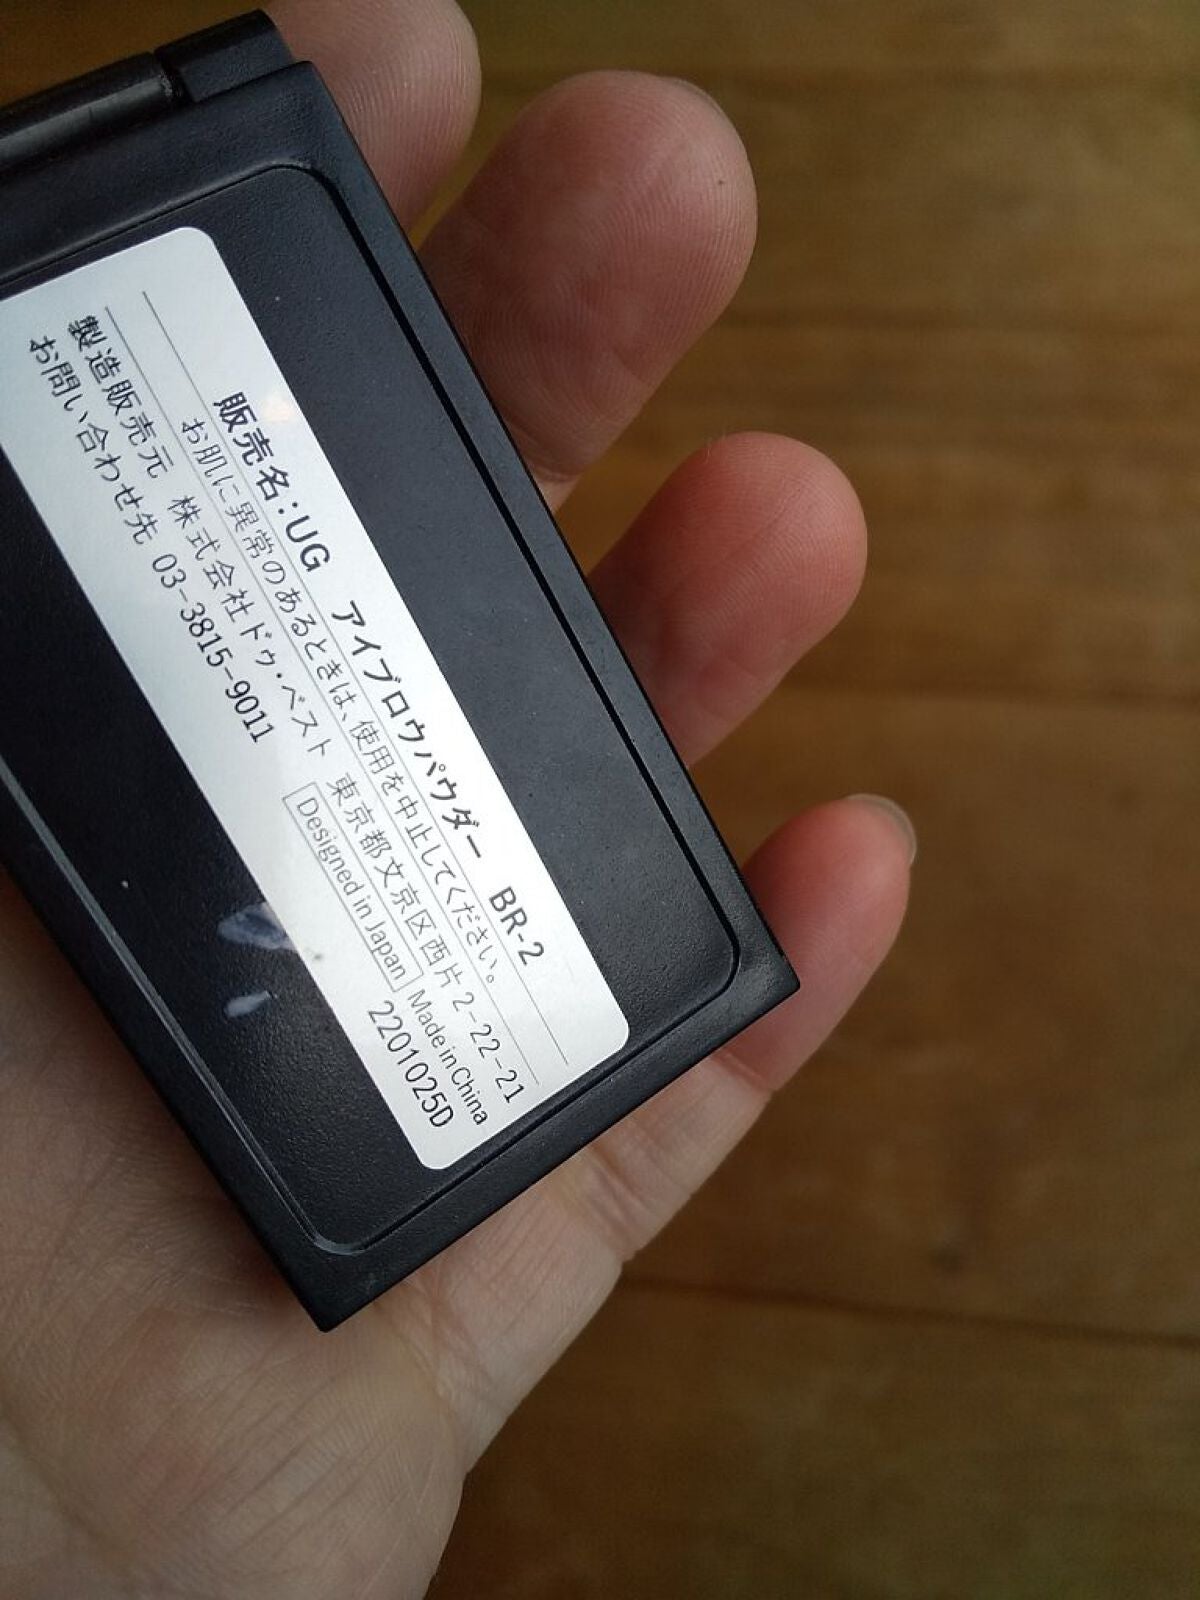 販売名：UG　アイブロウパウダー　BR-2
お肌に異常のあるときは、使用を中止してください。
製造販売元　株式会社ドゥ・ベスト　東京都文京区西片2-22-21
お問い合わせ先 03-3815-9011 Designed in Japan Made in China
2201025D